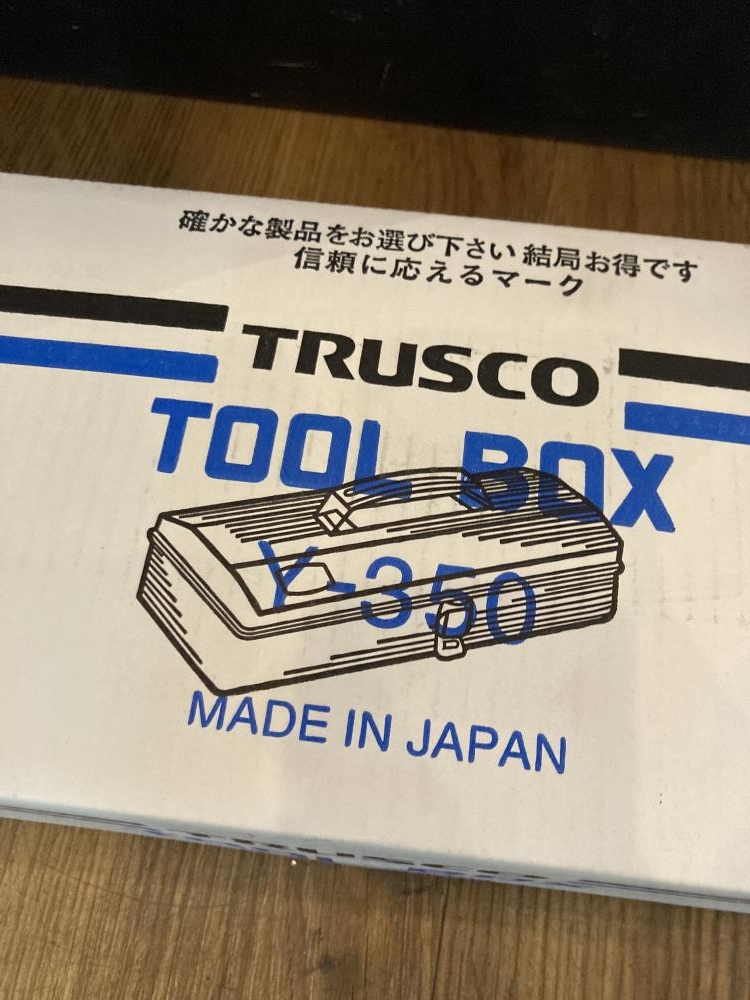 確かな製品をお選び下さい 結局お得です
信頼に応えるマーク
TRUSCO
TOOL BOX
Y-350
MADE IN JAPAN